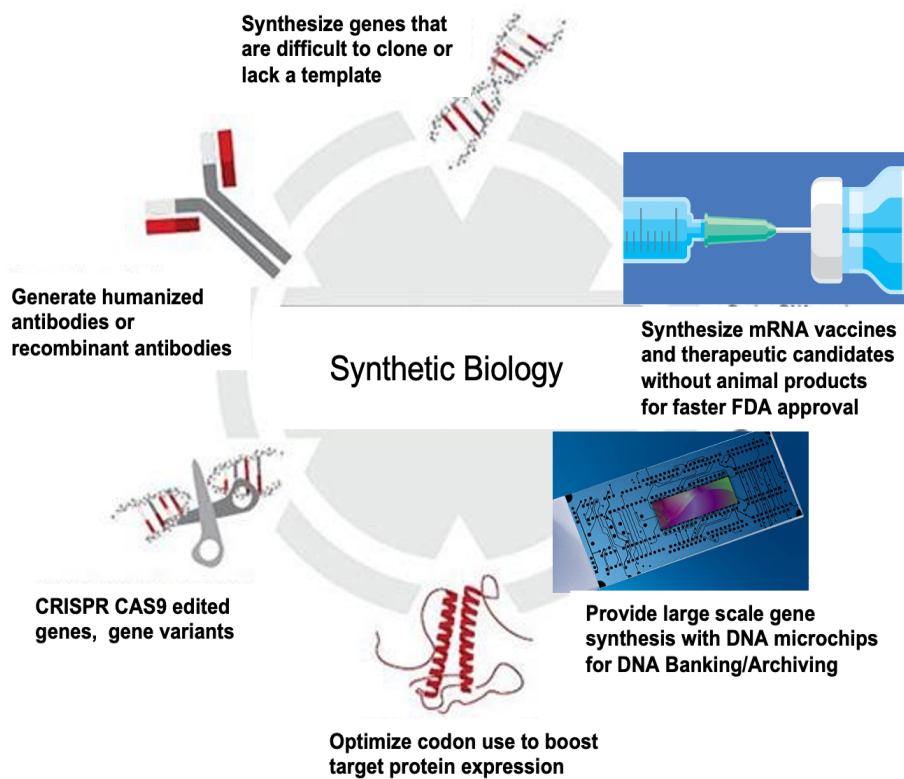 Synthesize genes that
are difficult to clone or
lack a template
Generate humanized
antibodies or
recombinant antibodies
Synthetic Biology
Synthesize mRNA vaccines
and therapeutic candidates
without animal products
for faster FDA approval
CRISPR CAS9 edited
genes, gene variants
Provide large scale gene
synthesis with DNA microchips
for DNA Banking/Archiving
Optimize codon use to boost
target protein expression